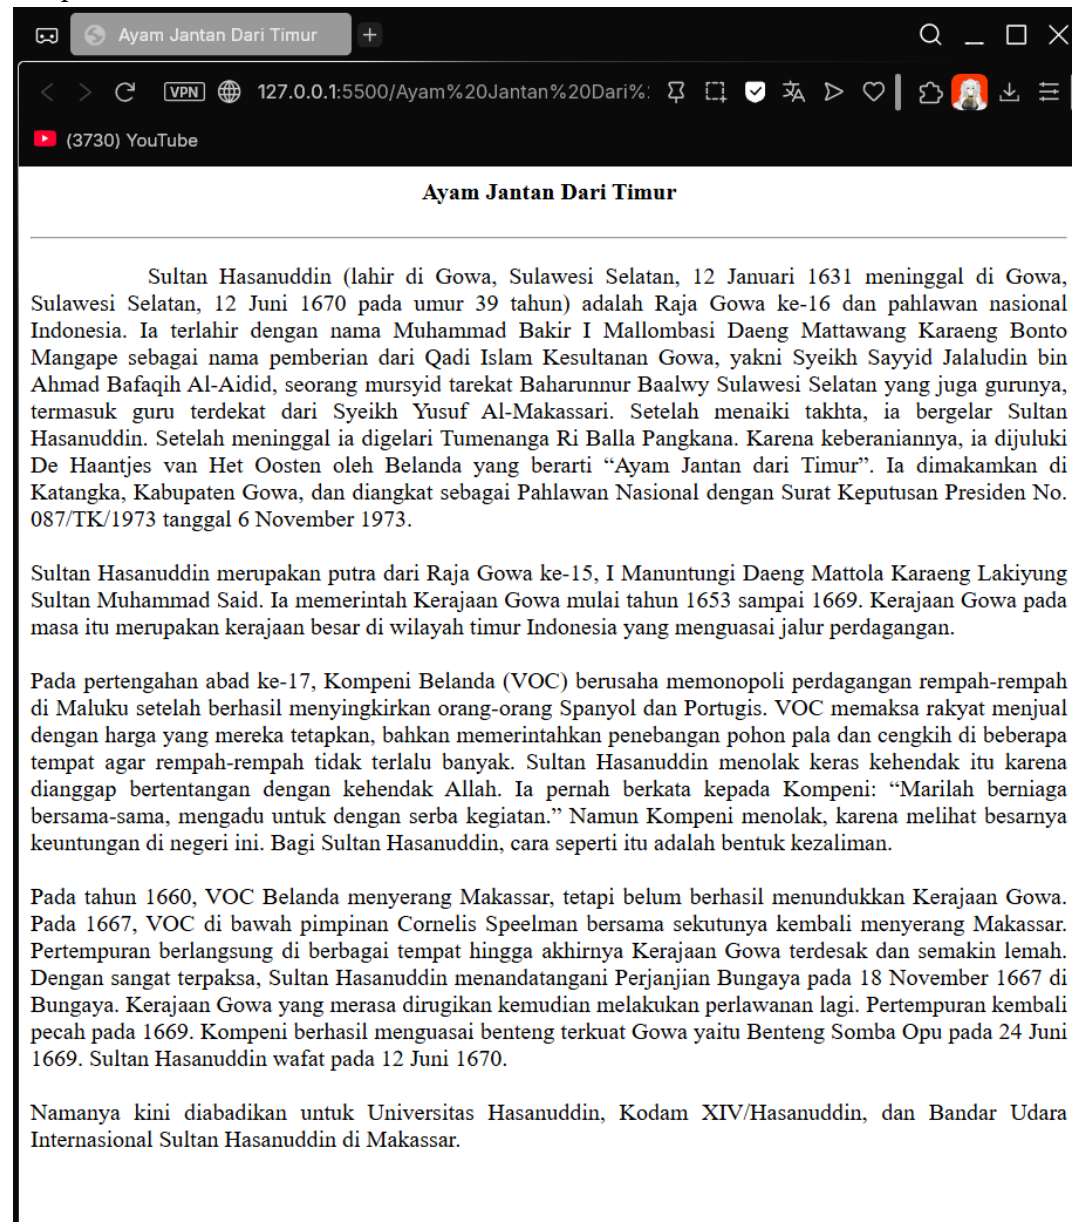 Ayam Jantan Dari Timur
VPN 127.0.0.1:5500/Ayam%20Jantan%20Dari%
(3730) YouTube
Ayam Jantan Dari Timur
Sultan Hasanuddin (lahir di Gowa, Sulawesi Selatan, 12 Januari 1631 meninggal di Gowa,
Sulawesi Selatan, 12 Juni 1670 pada umur 39 tahun) adalah Raja Gowa ke-16 dan pahlawan nasional
Indonesia. Ia terlahir dengan nama Muhammad Bakir I Mallombasi Daeng Mattawang Karaeng Bonto
Mangape sebagai nama pemberian dari Qadi Islam Kesultanan Gowa, yakni Syeikh Sayyid Jalaludin bin
Ahmad Bafaqih Al-Aidid, seorang mursyid tarekat Baharunnur Baalwy Sulawesi Selatan yang juga gurunya,
termasuk guru terdekat dari Syeikh Yusuf Al-Makassari. Setelah menaiki takhta, ia bergelar Sultan
Hasanuddin. Setelah meninggal ia digelari Tumenanga Ri Balla Pangkana. Karena keberaniannya, ia dijuluki
De Haantjes van Het Oosten oleh Belanda yang berarti “Ayam Jantan dari Timur”. Ia dimakamkan di
Katangka, Kabupaten Gowa, dan diangkat sebagai Pahlawan Nasional dengan Surat Keputusan Presiden No.
087/TK/1973 tanggal 6 November 1973.
Sultan Hasanuddin merupakan putra dari Raja Gowa ke-15, I Manuntungi Daeng Mattola Karaeng Lakiyung
Sultan Muhammad Said. Ia memerintah Kerajaan Gowa mulai tahun 1653 sampai 1669. Kerajaan Gowa pada
masa itu merupakan kerajaan besar di wilayah timur Indonesia yang menguasai jalur perdagangan.
Pada pertengahan abad ke-17, Kompeni Belanda (VOC) berusaha memonopoli perdagangan rempah-rempah
di Maluku setelah berhasil menyingkirkan orang-orang Spanyol dan Portugis. VOC memaksa rakyat menjual
dengan harga yang mereka tetapkan, bahkan memerintahkan penebangan pohon pala dan cengkih di beberapa
tempat agar rempah-rempah tidak terlalu banyak. Sultan Hasanuddin menolak keras kehendak itu karena
dianggap bertentangan dengan kehendak Allah. Ia pernah berkata kepada Kompeni: “Marilah berniaga
bersama-sama, mengadu untuk dengan serba kegiatan.” Namun Kompeni menolak, karena melihat besarnya
keuntungan di negeri ini. Bagi Sultan Hasanuddin, cara seperti itu adalah bentuk kezaliman.
Pada tahun 1660, VOC Belanda menyerang Makassar, tetapi belum berhasil menundukkan Kerajaan Gowa.
Pada 1667, VOC di bawah pimpinan Cornelis Speelman bersama sekutunya kembali menyerang Makassar.
Pertempuran berlangsung di berbagai tempat hingga akhirnya Kerajaan Gowa terdesak dan semakin lemah.
Dengan sangat terpaksa, Sultan Hasanuddin menandatangani Perjanjian Bungaya pada 18 November 1667 di
Bungaya. Kerajaan Gowa yang merasa dirugikan kemudian melakukan perlawanan lagi. Pertempuran kembali
pecah pada 1669. Kompeni berhasil menguasai benteng terkuat Gowa yaitu Benteng Somba Opu pada 24 Juni
1669. Sultan Hasanuddin wafat pada 12 Juni 1670.
Namanya kini diabadikan untuk Universitas Hasanuddin, Kodam XIV/Hasanuddin, dan Bandar Udara
Internasional Sultan Hasanuddin di Makassar.